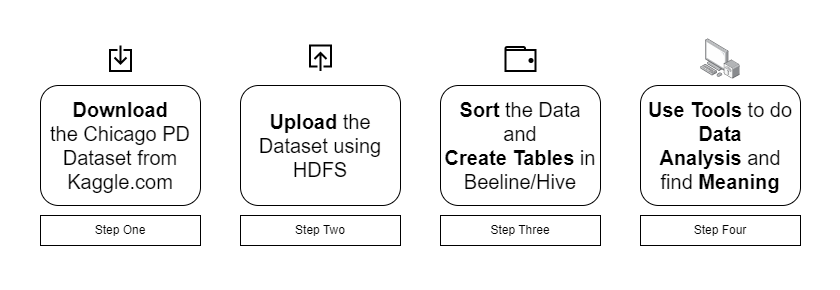 Download
the Chicago PD
Dataset from
Kaggle.com
Step One
Upload the
Dataset using
HDFS
Step Two
Sort the Data
and
Create Tables in
Beeline/Hive
Step Three
Use Tools to do
Data
Analysis and
find Meaning
Step Four